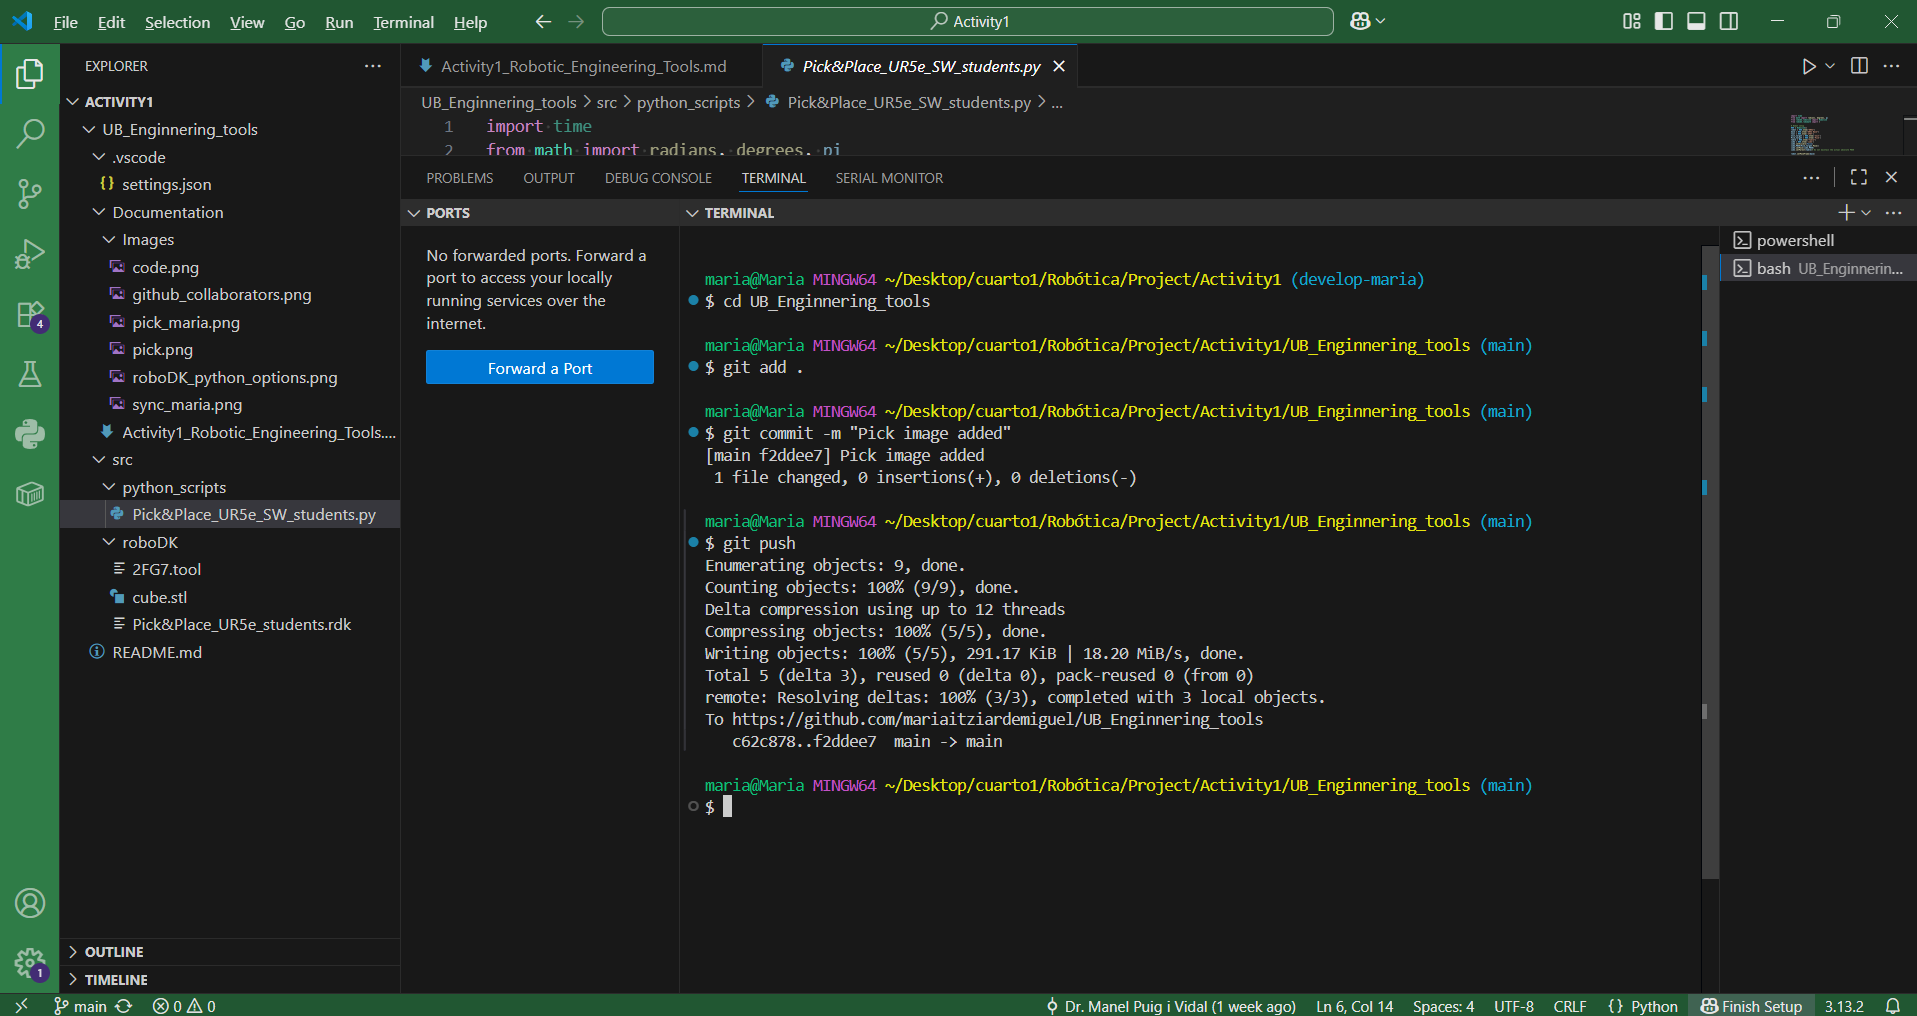 File Edit Selection View Go Run Terminal Help
Activity1
EXPLORER
ACTIVITY1
UB_Enginnering_tools
.vscode
{} settings.json
Documentation
Images
code.png
github_collaborators.png
pick_maria.png
pick.png
roboDK_python_options.png
sync_maria.png
Activity1_Robotic_Engineering_Tools....
src
python_scripts
Pick&Place_UR5e_SW_students.py
roboDK
2FG7.tool
cube.stl
Pick&Place_UR5e_students.rdk
README.md
OUTLINE
TIMELINE
4
1
Activity1_Robotic_Engineering_Tools.md
Pick&Place_UR5e_SW_students.py
UB_Enginnering_tools > src > python_scripts > Pick&Place_UR5e_SW_students.py > ...
1 import time
2 from math import radians, degrees, pi
PROBLEMS OUTPUT DEBUG CONSOLE TERMINAL SERIAL MONITOR
PORTS
No forwarded ports. Forward a
port to access your locally
running services over the
internet.
Forward a Port
TERMINAL
maria@Maria MINGW64 ~/Desktop/cuarto1/Robótica/Project/Activity1 (develop-maria)
$ cd UB_Enginnering_tools
maria@Maria MINGW64 ~/Desktop/cuarto1/Robótica/Project/Activity1/UB_Enginnering_tools (main)
$ git add .
maria@Maria MINGW64 ~/Desktop/cuarto1/Robótica/Project/Activity1/UB_Enginnering_tools (main)
$ git commit -m "Pick image added"
[main f2ddee7] Pick image added
1 file changed, 0 insertions(+), 0 deletions(-)
maria@Maria MINGW64 ~/Desktop/cuarto1/Robótica/Project/Activity1/UB_Enginnering_tools (main)
$ git push
Enumerating objects: 9, done.
Counting objects: 100% (9/9), done.
Delta compression using up to 12 threads
Compressing objects: 100% (5/5), done.
Writing objects: 100% (5/5), 291.17 KiB | 18.20 MiB/s, done.
Total 5 (delta 3), reused 0 (delta 0), pack-reused 0 (from 0)
remote: Resolving deltas: 100% (3/3), completed with 3 local objects.
To https://github.com/mariaitziardemiguel/UB_Enginnering_tools
c62c878..f2ddee7 main -> main
maria@Maria MINGW64 ~/Desktop/cuarto1/Robótica/Project/Activity1/UB_Enginnering_tools (main)
$
powershell
bash UB_Enginnerin...
main 0 0 Dr. Manel Puig i Vidal (1 week ago) Ln 6, Col 14 Spaces: 4 UTF-8 CRLF {} Python Finish Setup 3.13.2